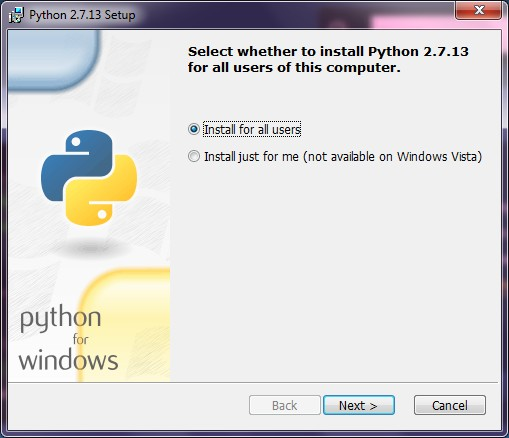 Python 2.7.13 Setup
Select whether to install Python 2.7.13
for all users of this computer.
Install for all users
Install just for me (not available on Windows Vista)
python
for
windows
Back
Next >
Cancel